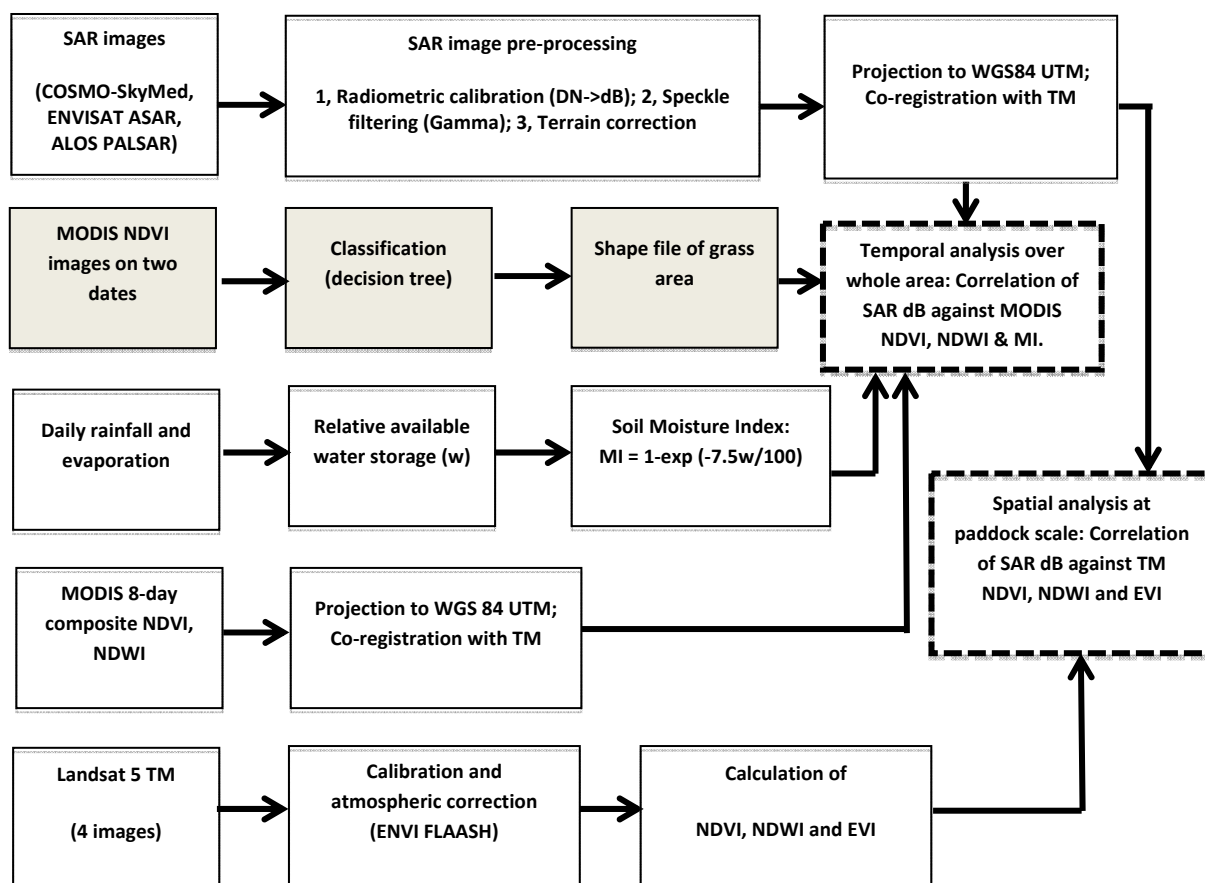 SAR images
(COSMO-SkyMed,
ENVISAT ASAR,
ALOS PALSAR)
SAR image pre-processing
1, Radiometric calibration (DN->dB); 2, Speckle
filtering (Gamma); 3, Terrain correction
Projection to WGS84 UTM;
Co-registration with TM
MODIS NDVI
images on two
dates
Classification
(decision tree)
Shape file of grass
area
Temporal analysis over
whole area: Correlation of
SAR dB against MODIS
NDVI, NDWI & MI.
Daily rainfall and
evaporation
Relative available
water storage (w)
Soil Moisture Index:
MI = 1-exp (-7.5w/100)
Spatial analysis at
paddock scale: Correlation
of SAR dB against TM
NDVI, NDWI and EVI
MODIS 8-day
composite NDVI,
NDWI
Projection to WGS 84 UTM;
Co-registration with TM
Landsat 5 TM
(4 images)
Calibration and
atmospheric correction
(ENVI FLAASH)
Calculation of
NDVI, NDWI and EVI